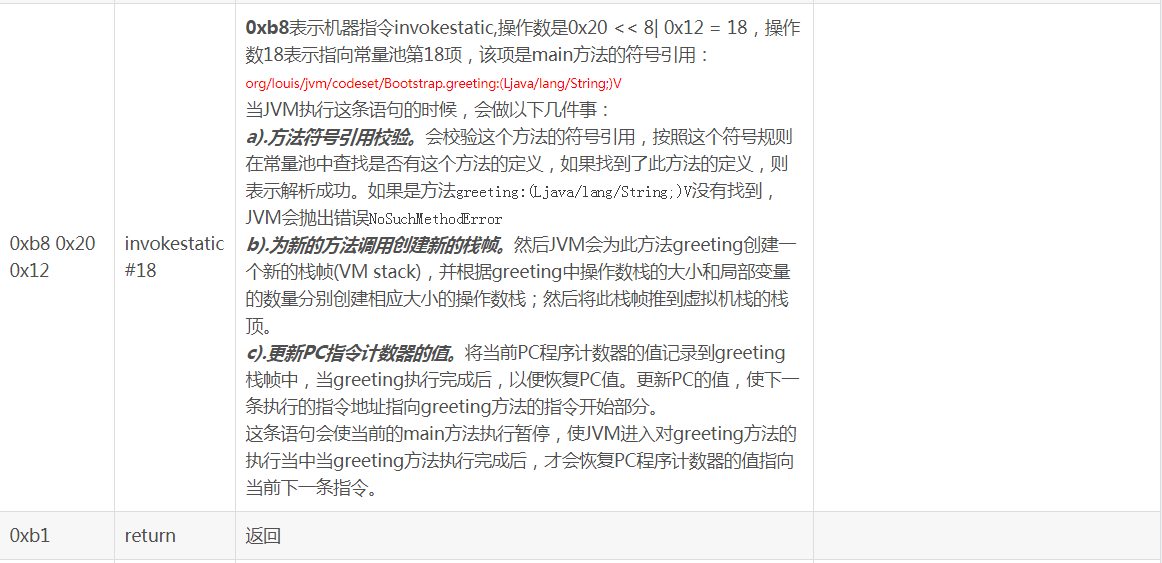 0xb8表示机器指令invokestatic,操作数是0x20 << 8| 0x12 = 18，操作
数18表示指向常量池第18项，该项是main方法的符号引用：
org/louis/jvm/codeset/Bootstrap.greeting:(Ljava/lang/String;)V
当JVM执行这条语句的时候，会做以下几件事：
a).方法符号引用校验。会校验这个方法的符号引用，按照这个符号规则
在常量池中查找是否有这个方法的定义，如果找到了此方法的定义，则
表示解析成功。如果是方法greeting:(Ljava/lang/String;)V没有找到，
JVM会抛出错误NoSuchMethodError
0xb8 0x20
0x12
invokestatic
#18
b).为新的方法调用创建新的栈帧。然后JVM会为此方法greeting创建一
个新的栈帧(VM stack)，并根据greeting中操作数栈的大小和局部变量
的数量分别创建相应大小的操作数栈；然后将此栈帧推到虚拟机栈的栈
顶。
c).更新PC指令计数器的值。将当前PC程序计数器的值记录到greeting
栈帧中，当greeting执行完成后，以便恢复PC值。更新PC的值，使下一
条执行的指令地址指向greeting方法的指令开始部分。
这条语句会使当前的main方法执行暂停，使JVM进入对greeting方法的
执行当中当greeting方法执行完成后，才会恢复PC程序计数器的值指向
当前下一条指令。
0xb1
return
返回